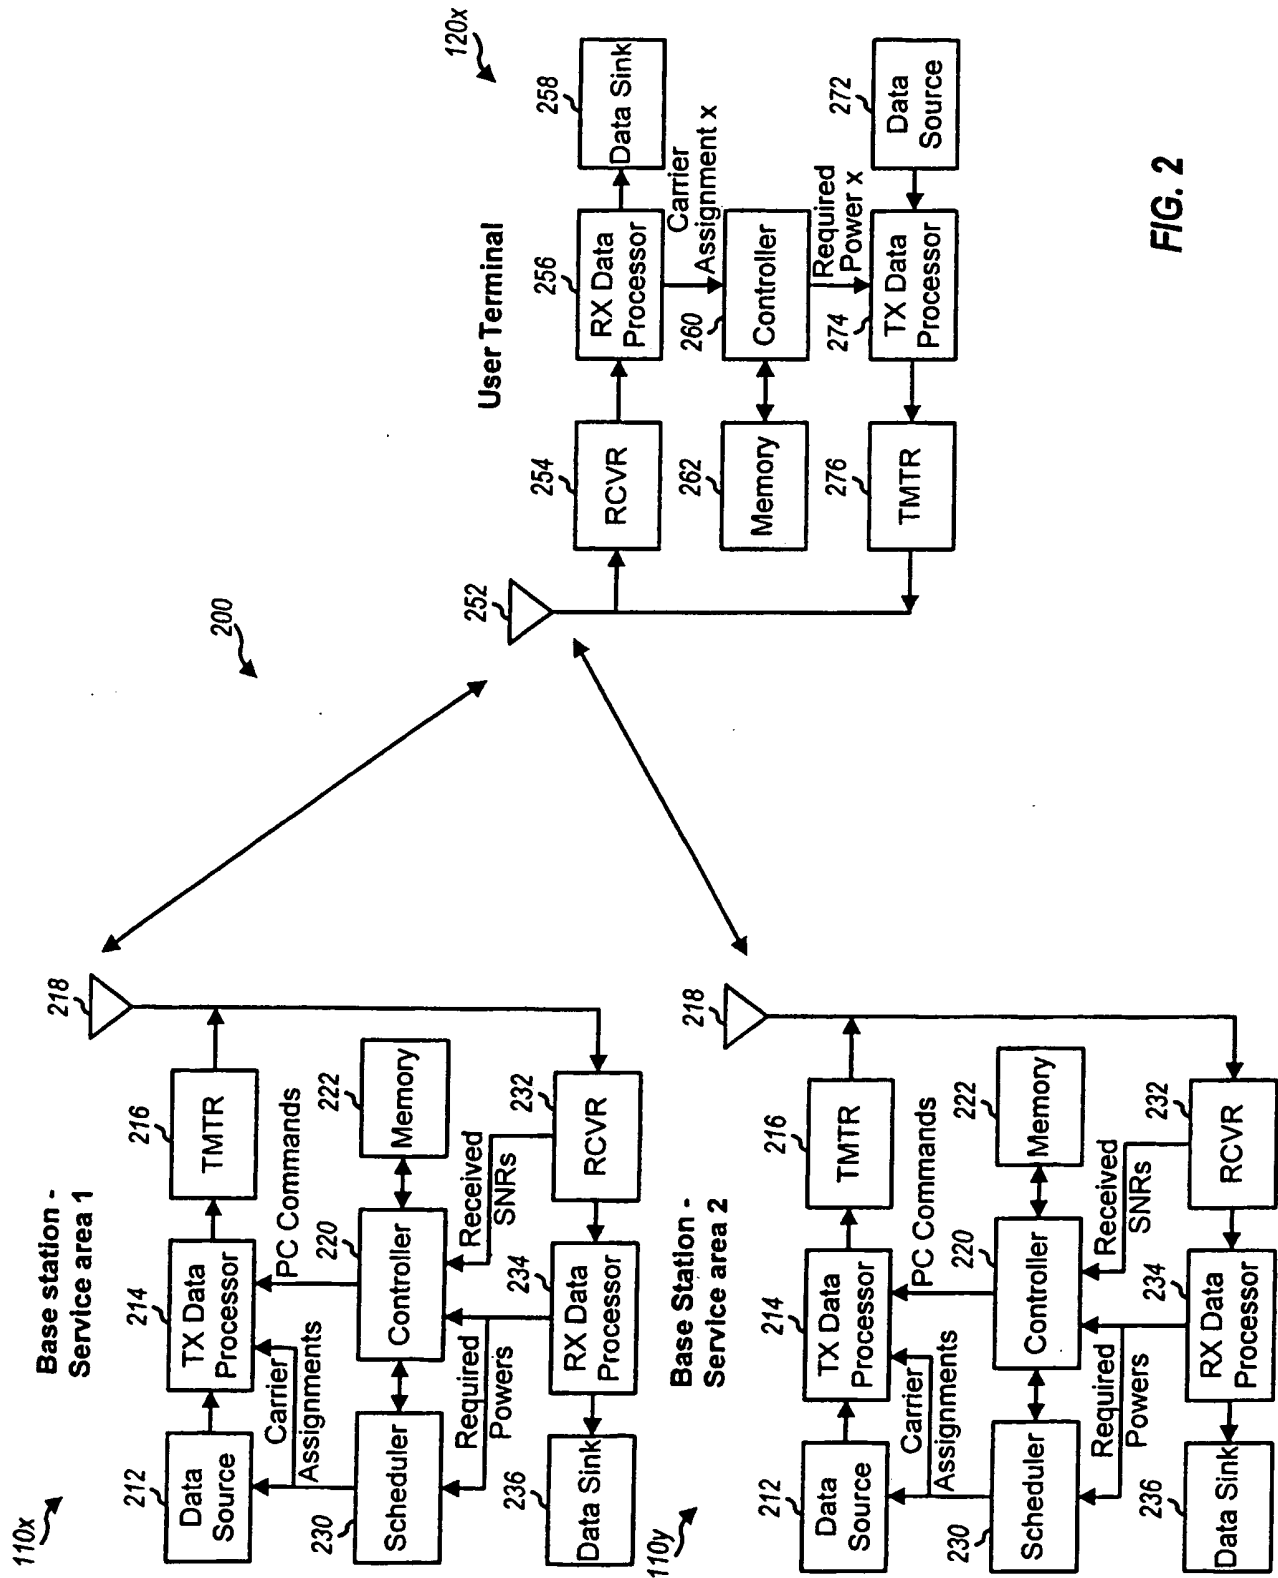 110x
Base station -
Service area 1
212
Data
Source
214
TX Data
Processor
216
TMTR
218
Carrier
Assignments
PC Commands
230
Scheduler
220
Controller
222
Memory
Required
Powers
Received
SNRs
236
Data Sink
234
RX Data
Processor
232
RCVR
110y
Base Station -
Service area 2
212
Data
Source
214
TX Data
Processor
216
TMTR
218
Carrier
Assignments
PC Commands
230
Scheduler
220
Controller
222
Memory
Required
Powers
Received
SNRs
236
Data Sink
234
RX Data
Processor
232
RCVR
200
User Terminal
120x
252
254
RCVR
256
RX Data
Processor
258
Data Sink
Carrier
Assignment x
262
Memory
260
Controller
Required
Power x
276
TMTR
274
TX Data
Processor
272
Data
Source
FIG. 2